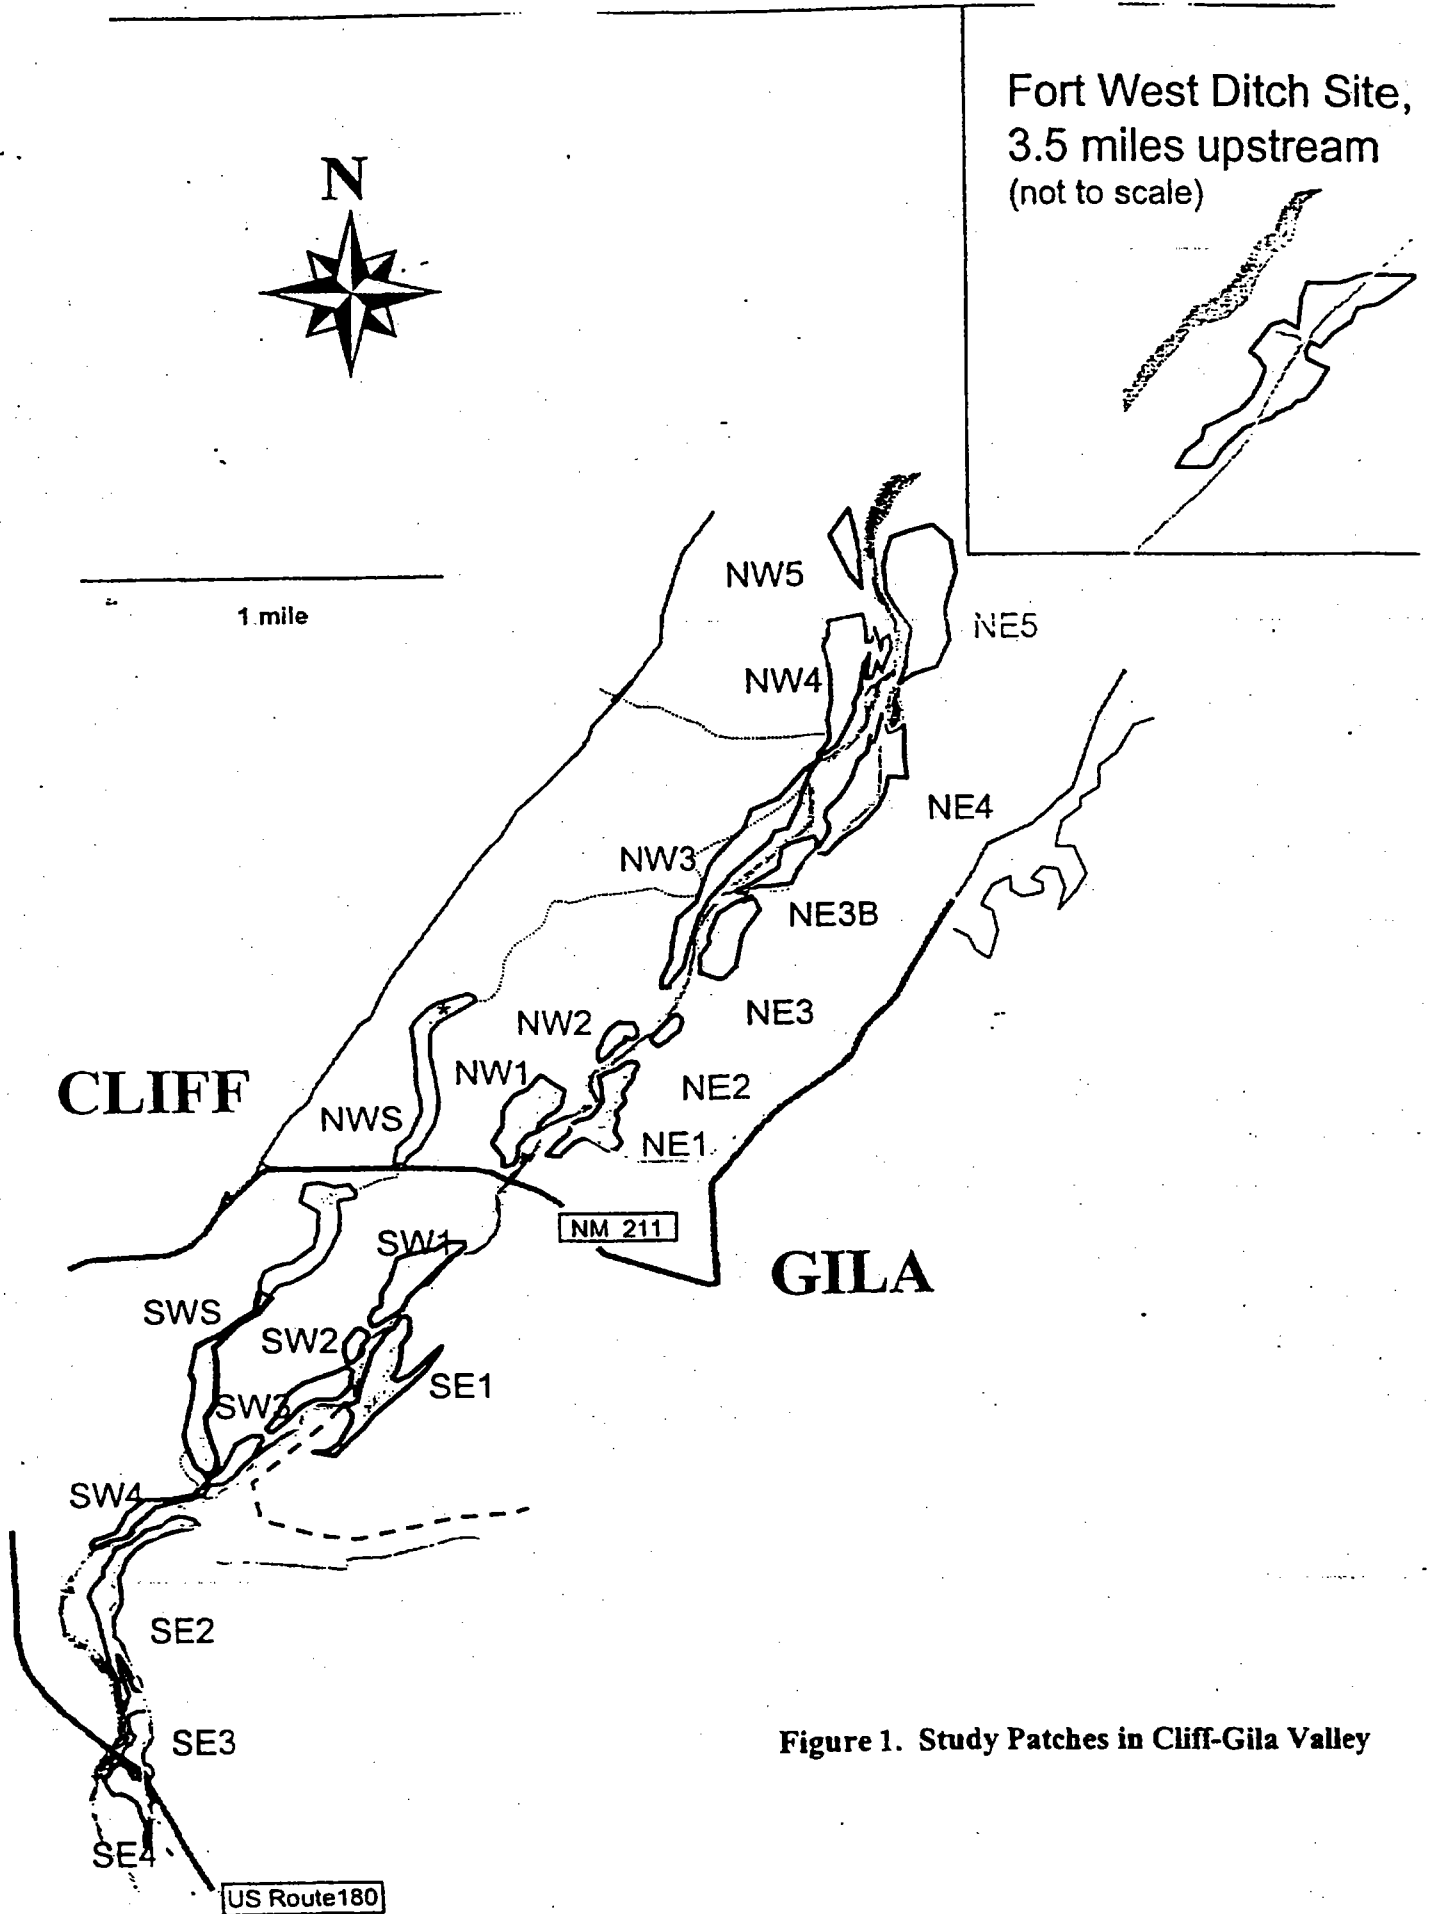 Fort West Ditch Site,
3.5 miles upstream
(not to scale)
N
NW5
1 mile
NE5
NW4
NE4
NW3
NE3B
NE3
NW2
CLIFF
NW1
NE2
NWS
NE1
NM 211
SW1
GILA
SWS
SW2
SE1
SW3
SW4
SE2
SE3
Figure 1. Study Patches in Cliff-Gila Valley
SE4
US Route180